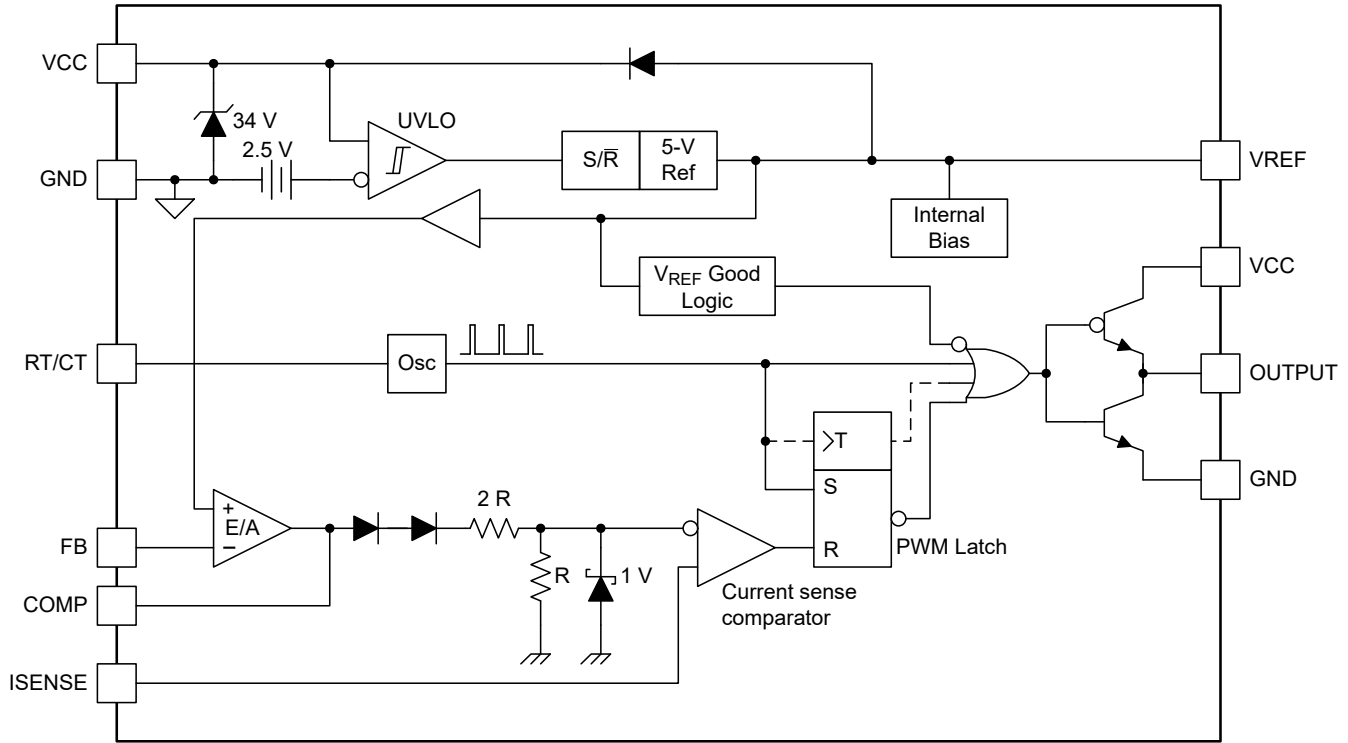 VCC
34 V
UVLO
2.5 V
GND
S/R̅
5-V
Ref
VREF
Internal
Bias
VREF Good
Logic
VCC
RT/CT
Osc
OUTPUT
>T
S
R
PWM Latch
GND
+
E/A
−
FB
COMP
2 R
R
1 V
Current sense
comparator
ISENSE